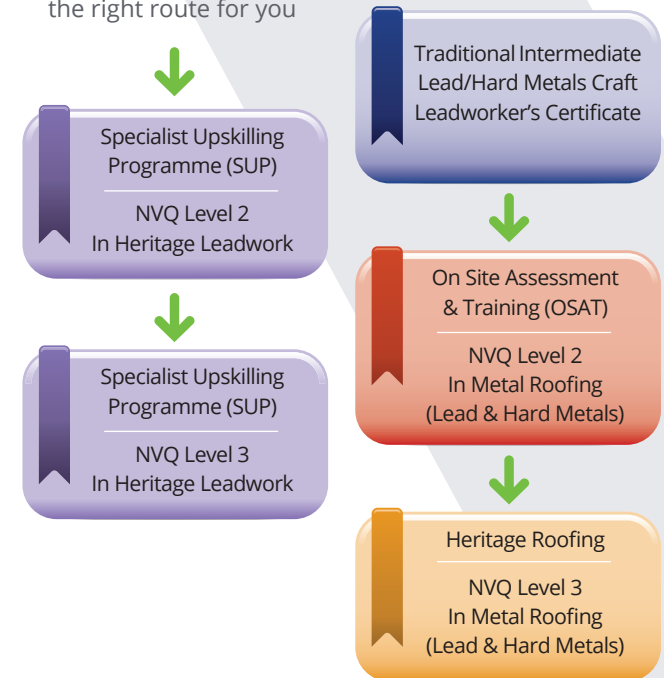 the right route for you
Specialist Upskilling
Programme (SUP)
NVQ Level 2
In Heritage Leadwork
Specialist Upskilling
Programme (SUP)
NVQ Level 3
In Heritage Leadwork
Traditional Intermediate
Lead/Hard Metals Craft
Leadworker’s Certificate
On Site Assessment
& Training (OSAT)
NVQ Level 2
In Metal Roofing
(Lead & Hard Metals)
Heritage Roofing
NVQ Level 3
In Metal Roofing
(Lead & Hard Metals)